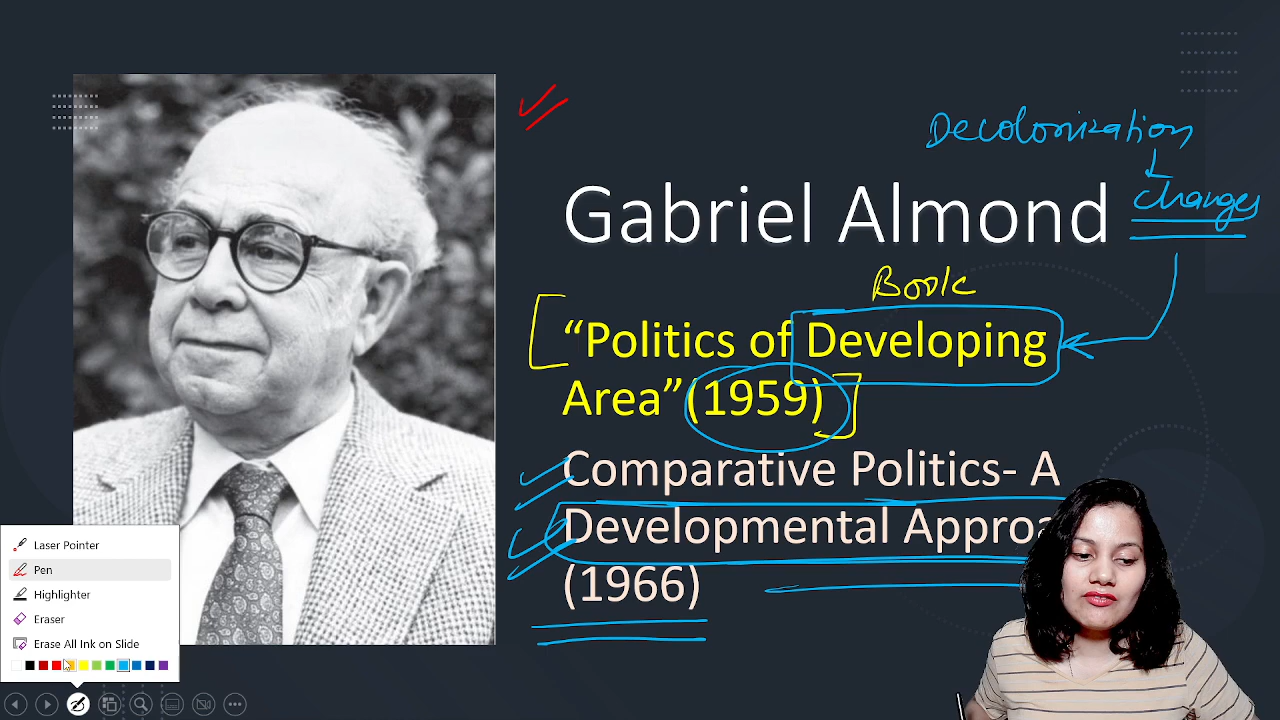 Decolonization
changes
Gabriel Almond
Book
“Politics of Developing
Area”(1959)
Comparative Politics- A
Developmental Approa
(1966)
Laser Pointer
Pen
Highlighter
Eraser
Erase All Ink on Slide